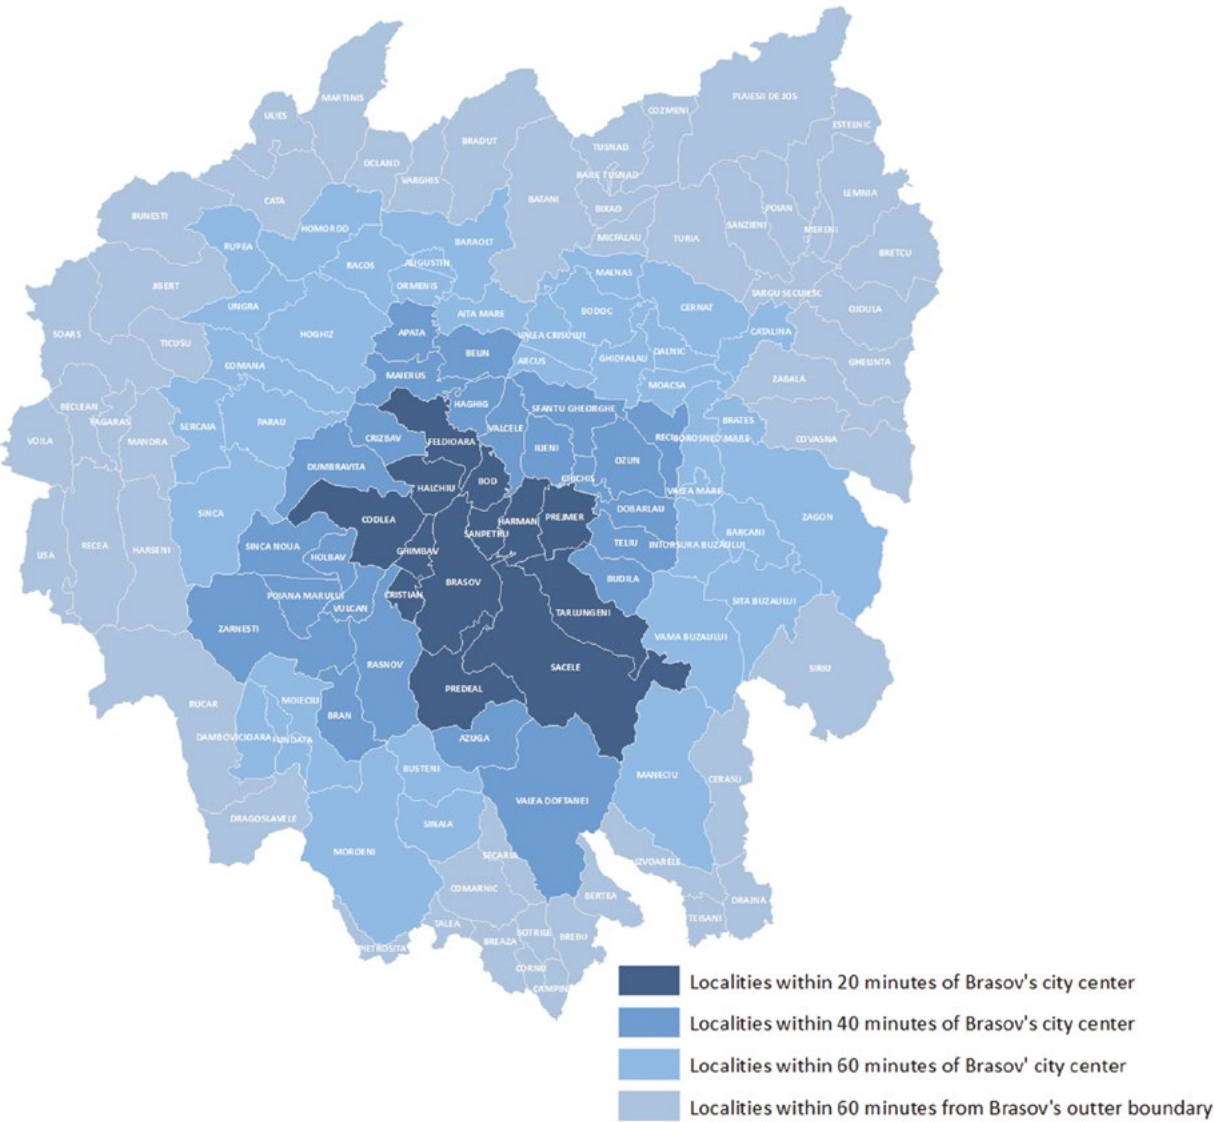 MARTINIS
PLAIESII DE JOS
COZMENI
ULIES
ESTELNIC
BRADUT
TUSNAD
OCLAND
VARGHIS
BAILE TUSNAD
LEMNIA
CATA
BATANI
BIXAD
POIAN
BUNESTI
HOMOROD
SANZIENI
MERENI
MICFALAU
TURIA
RUPEA
BARAOLT
BRETCU
RACOS
AUGUSTIN
MALNAS
JIBERT
ORMENIS
TARGU SECUIESC
UNGRA
AITA MARE
BODOC
CERNAT
OJDULA
SOARS
HOGHIZ
APATA
VALEA CRISULUI
CATALINA
TICUSU
BELIN
ARCUS
GHIDFALAU
DALNIC
GHELINTA
COMANA
MAIERUS
MOACSA
ZABALA
BECLEAN
HAGHIG
SFANTU GHEORGHE
FAGARAS
SERCAIA
PARAU
VALCELE
BRATES
VOILA
MANDRA
CRIZBAV
FELDIOARA
ILIENI
RECI
BOROSNEU MARE
COVASNA
DUMBRAVITA
OZUN
HALCHIU
BOD
CHICHIS
VALEA MARE
SINCA
CODLEA
HARMAN
PREJMER
DOBARLAU
ZAGON
SANPETRU
BARCANI
RECEA
HARSENI
SINCA NOUA
GHIMBAV
TELIU
INTORSURA BUZAULUI
LISA
HOLBAV
BRASOV
BUDILA
POIANA MARULUI
CRISTIAN
SITA BUZAULUI
VULCAN
TARLUNGENI
ZARNESTI
VAMA BUZAULUI
RASNOV
SACELE
SIRIU
PREDEAL
MOIECIU
RUCAR
BRAN
DAMBOVICIOARA
FUNDATA
AZUGA
BUSTENI
MANECIU
CERASU
VALEA DOFTANEI
DRAGOSLAVELE
SINAIA
MOROENI
SECARIA
IZVOARELE
COMARNIC
BERTEA
DRAJNA
TALEA
TEISANI
SOTRILE
BREBU
BREAZA
PIETROSITA
CORNU
CAMPINA
Localities within 20 minutes of Brasov's city center
Localities within 40 minutes of Brasov's city center
Localities within 60 minutes of Brasov' city center
Localities within 60 minutes from Brasov's outter boundary